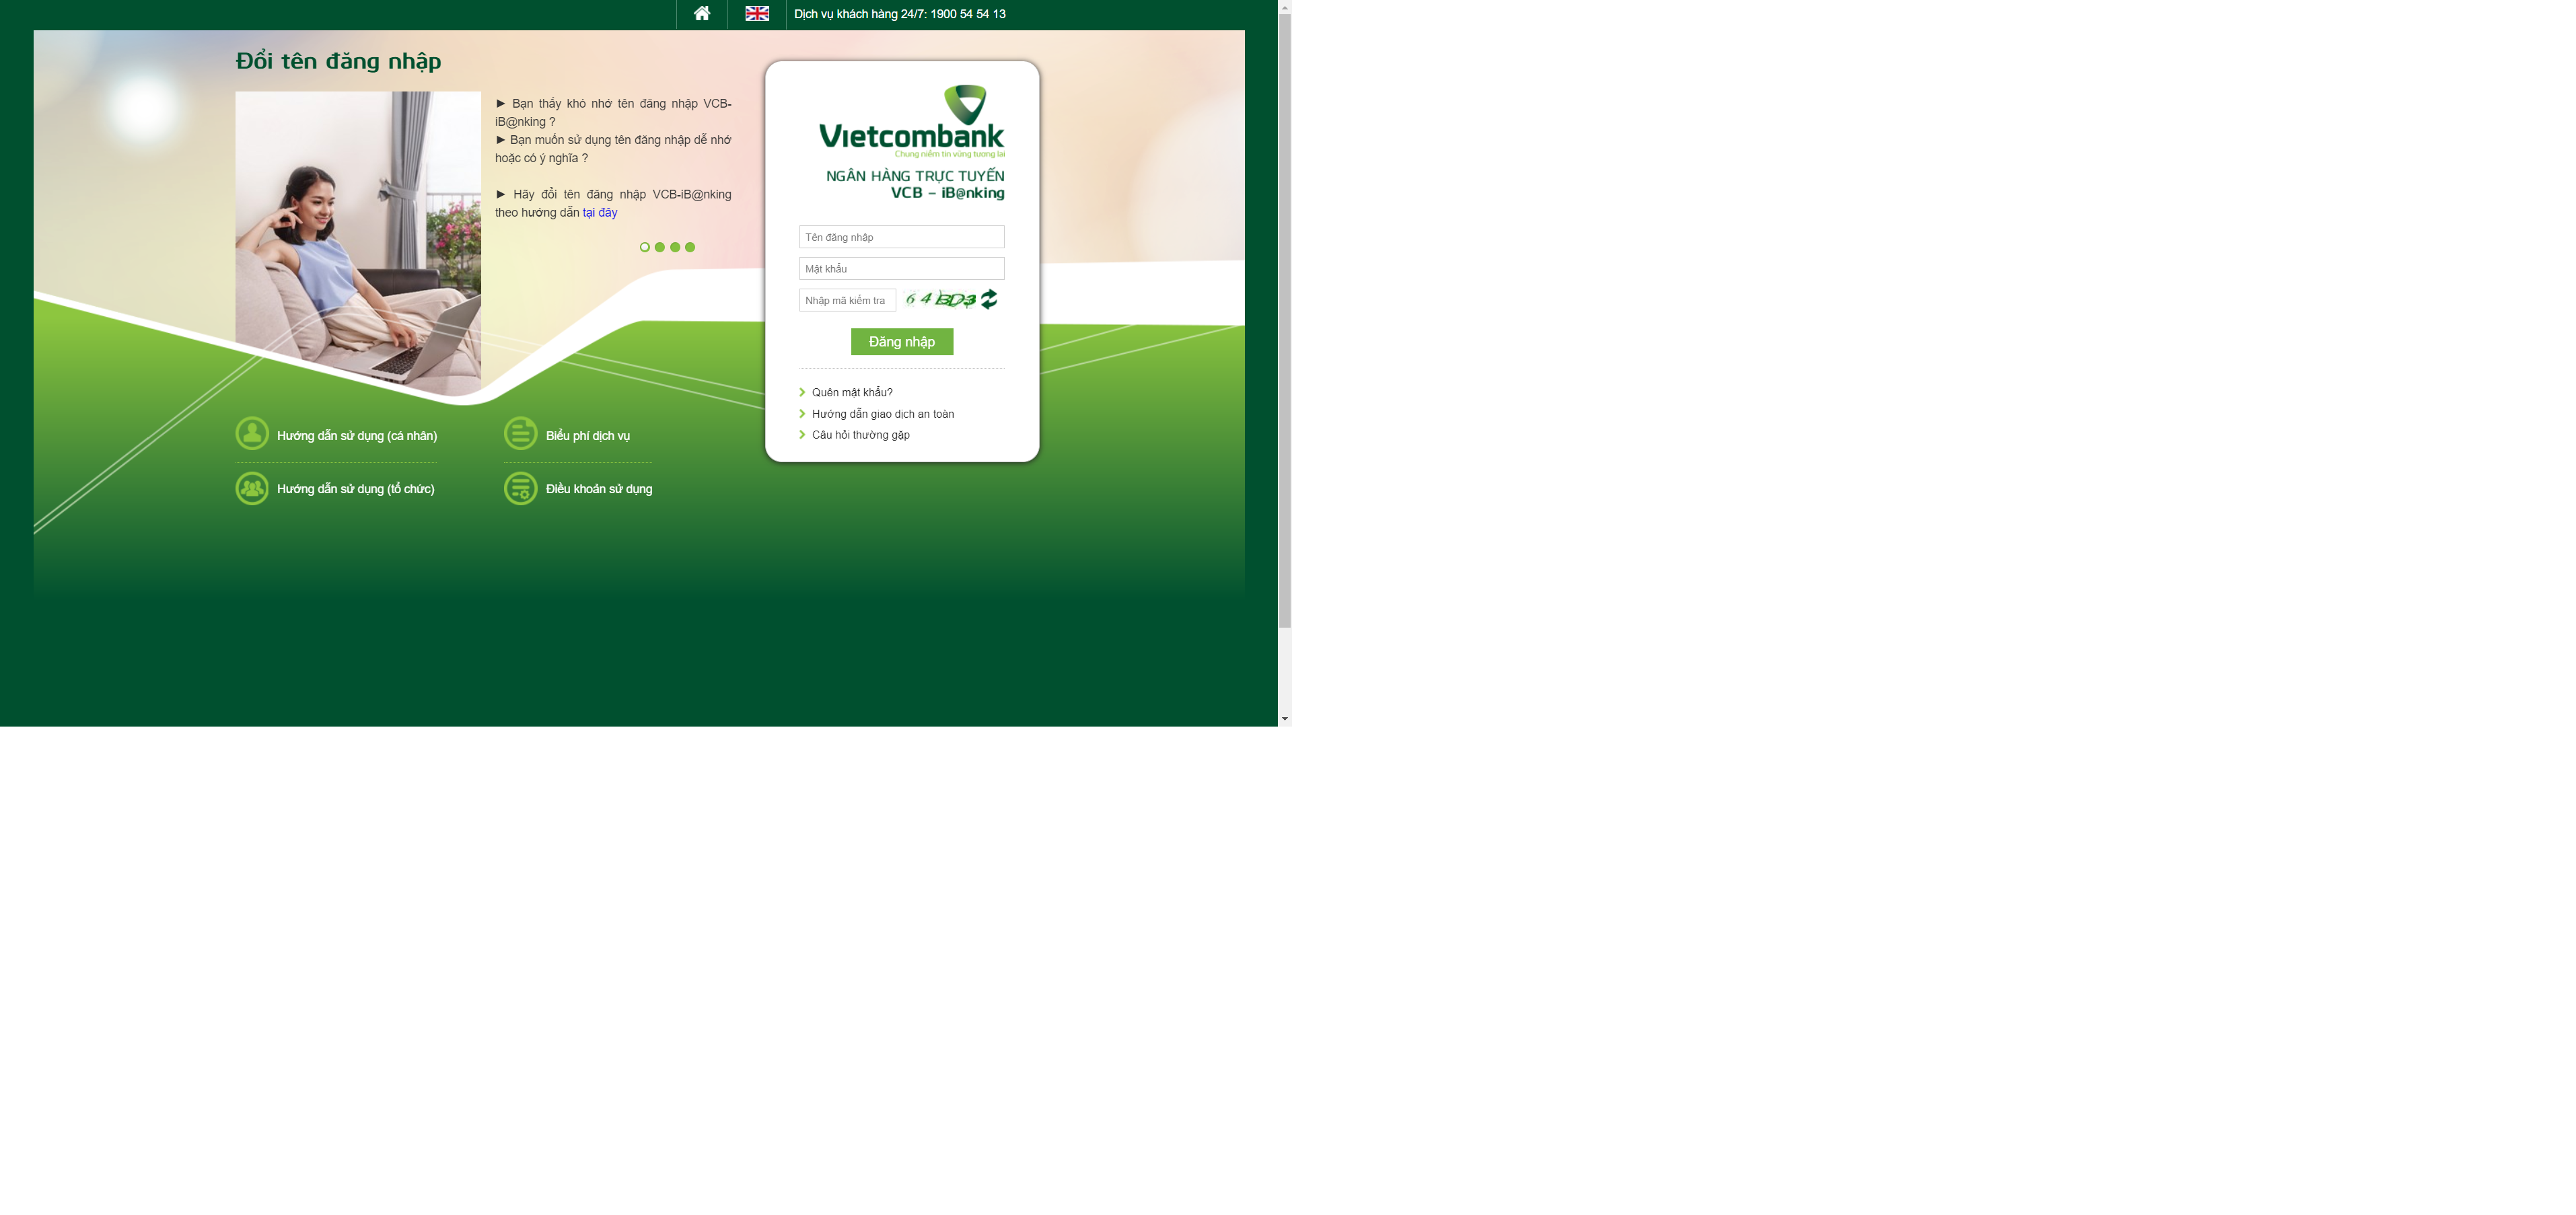 Dịch vụ khách hàng 24/7: 1900 54 54 13
Đổi tên đăng nhập
► Bạn thấy khó nhớ tên đăng nhập VCB-
iB@nking ?
► Bạn muốn sử dụng tên đăng nhập dễ nhớ
hoặc có ý nghĩa ?
► Hãy đổi tên đăng nhập VCB-iB@nking
theo hướng dẫn tại đây
Vietcombank
Chung niềm tin vững tương lai
NGÂN HÀNG TRỰC TUYẾN
VCB – iB@nking
Tên đăng nhập
Mật khẩu
Nhập mã kiểm tra
64BD3
Đăng nhập
Quên mật khẩu?
Hướng dẫn giao dịch an toàn
Câu hỏi thường gặp
Hướng dẫn sử dụng (cá nhân)
Biểu phí dịch vụ
Hướng dẫn sử dụng (tổ chức)
Điều khoản sử dụng